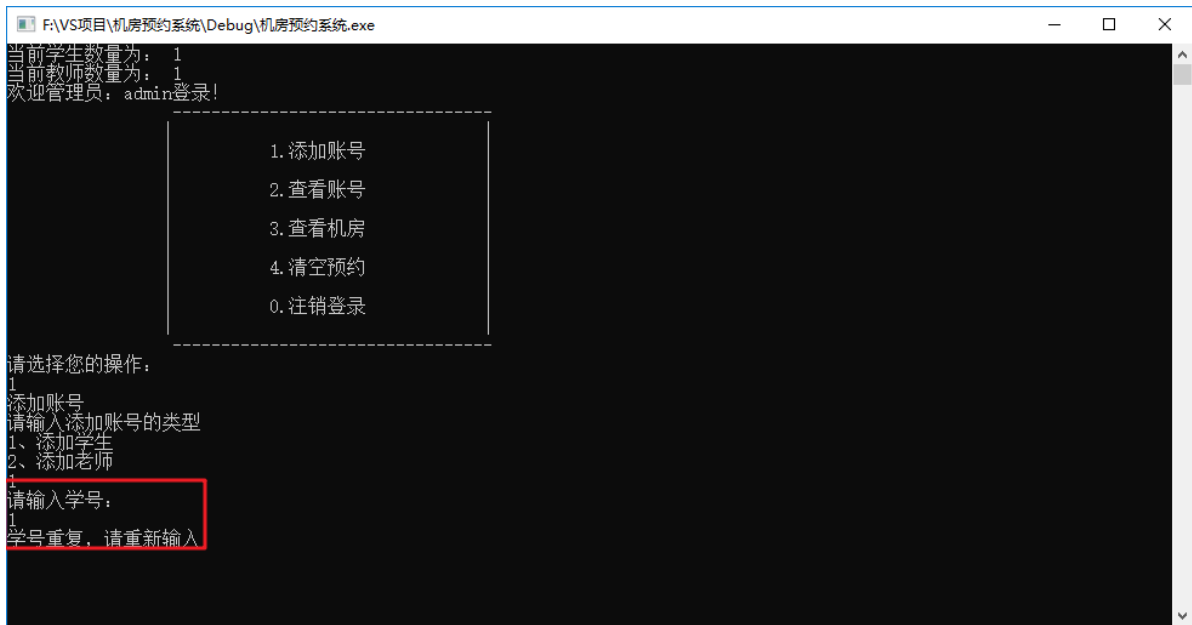 F:\VS项目\机房预约系统\Debug\机房预约系统.exe
当前学生数量为： 1
当前教师数量为： 1
欢迎管理员：admin登录!
---------------------------------
1.添加账号
2.查看账号
3.查看机房
4.清空预约
0.注销登录
---------------------------------
请选择您的操作：
1
添加账号
请输入添加账号的类型
1、添加学生
2、添加老师
1
请输入学号：
1
学号重复，请重新输入